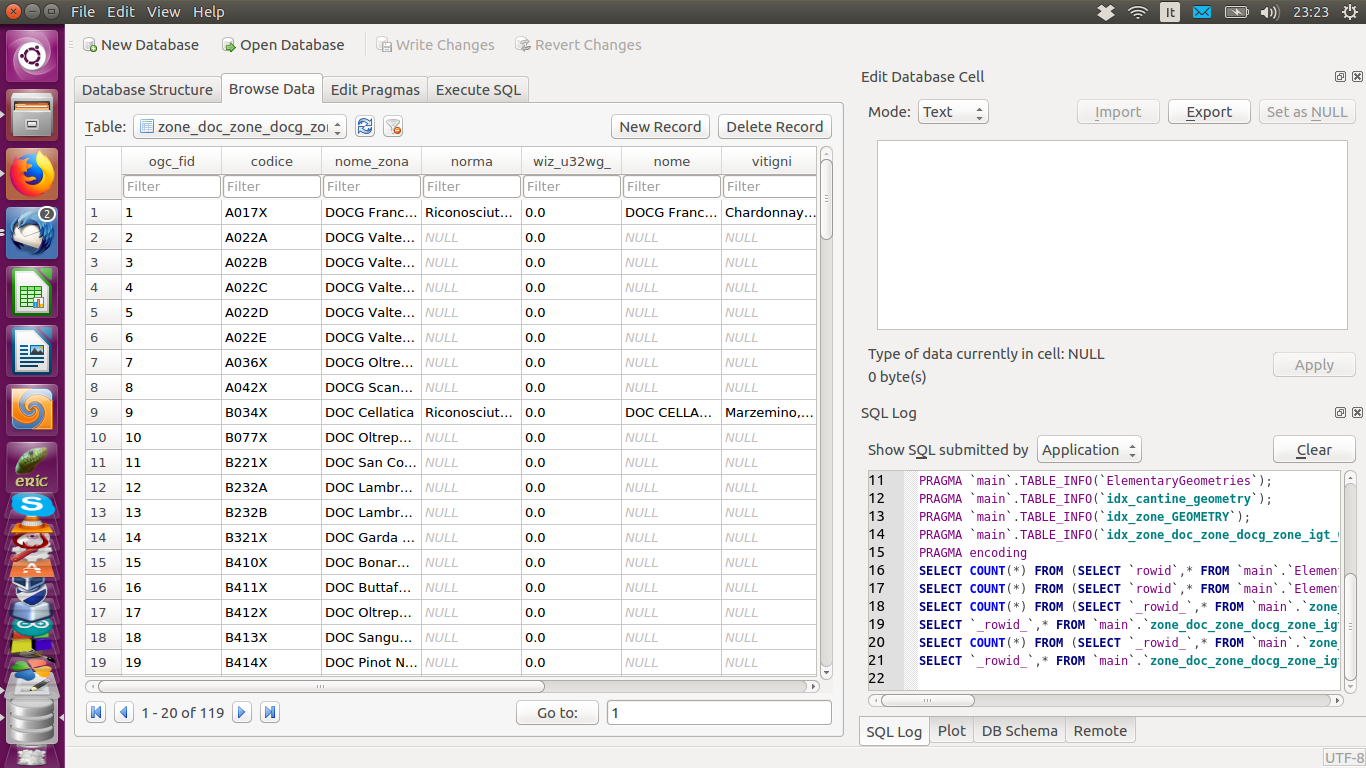 File Edit View Help
It
23:23
New Database Open Database Write Changes Revert Changes
Database Structure Browse Data Edit Pragmas Execute SQL
Table: zone_doc_zone_docg_zo
New Record Delete Record
ogc_fid codice nome_zona norma wiz_u32wg_ nome vitigni
Filter Filter Filter Filter Filter Filter Filter
1 1 A017X DOCG Franc... Riconosciut... 0.0 DOCG Franc... Chardonnay...
2 2 A022A DOCG Valte... NULL 0.0 NULL NULL
3 3 A022B DOCG Valte... NULL 0.0 NULL NULL
4 4 A022C DOCG Valte... NULL 0.0 NULL NULL
5 5 A022D DOCG Valte... NULL 0.0 NULL NULL
6 6 A022E DOCG Valte... NULL 0.0 NULL NULL
7 7 A036X DOCG Oltre... NULL 0.0 NULL NULL
8 8 A042X DOCG Scan... NULL 0.0 NULL NULL
9 9 B034X DOC Cellatica Riconosciut... 0.0 DOC CELLA... Marzemino,...
10 10 B077X DOC Oltrep... NULL 0.0 NULL NULL
11 11 B221X DOC San Co... NULL 0.0 NULL NULL
12 12 B232A DOC Lambr... NULL 0.0 NULL NULL
13 13 B232B DOC Lambr... NULL 0.0 NULL NULL
14 14 B321X DOC Garda ... NULL 0.0 NULL NULL
15 15 B410X DOC Bonar... NULL 0.0 NULL NULL
16 16 B411X DOC Buttaf... NULL 0.0 NULL NULL
17 17 B412X DOC Oltrep... NULL 0.0 NULL NULL
18 18 B413X DOC Sangu... NULL 0.0 NULL NULL
19 19 B414X DOC Pinot N... NULL 0.0 NULL NULL
1 - 20 of 119
Go to: 1
Edit Database Cell
Mode: Text Import Export Set as NULL
Type of data currently in cell: NULL
0 byte(s)
Apply
SQL Log
Show SQL submitted by Application Clear
11 PRAGMA `main`.TABLE_INFO(`ElementaryGeometries`);
12 PRAGMA `main`.TABLE_INFO(`idx_cantine_geometry`);
13 PRAGMA `main`.TABLE_INFO(`idx_zone_GEOMETRY`);
14 PRAGMA `main`.TABLE_INFO(`idx_zone_doc_zone_docg_zone_igt_
15 PRAGMA encoding
16 SELECT COUNT(*) FROM (SELECT `rowid`,* FROM `main`.`Elemen
17 SELECT COUNT(*) FROM (SELECT `rowid`,* FROM `main`.`Elemen
18 SELECT COUNT(*) FROM (SELECT `_rowid_`,* FROM `main`.`zone_
19 SELECT `_rowid_`,* FROM `main`.`zone_doc_zone_docg_zone_igt
20 SELECT COUNT(*) FROM (SELECT `_rowid_`,* FROM `main`.`zone_
21 SELECT `_rowid_`,* FROM `main`.`zone_doc_zone_docg_zone_igt
22
SQL Log Plot DB Schema Remote
UTF-8
2
eric